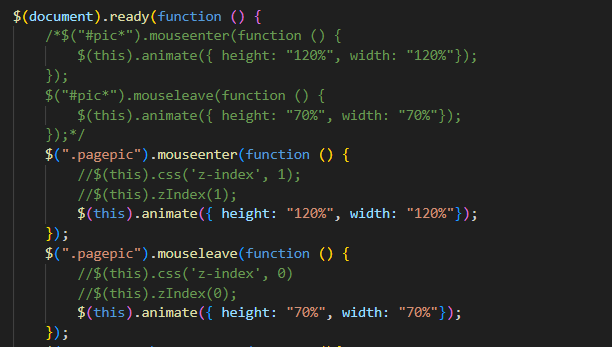 $(document).ready(function () {
    /*$("#pic*").mouseenter(function () {
        $(this).animate({ height: "120%", width: "120%"});
    });
    $("#pic*").mouseleave(function () {
        $(this).animate({ height: "70%", width: "70%"});
    });*/
    $(".pagepic").mouseenter(function () {
        //$(this).css('z-index', 1);
        //$(this).zIndex(1);
        $(this).animate({ height: "120%", width: "120%"});
    });
    $(".pagepic").mouseleave(function () {
        //$(this).css('z-index', 0)
        //$(this).zIndex(0);
        $(this).animate({ height: "70%", width: "70%"});
    });